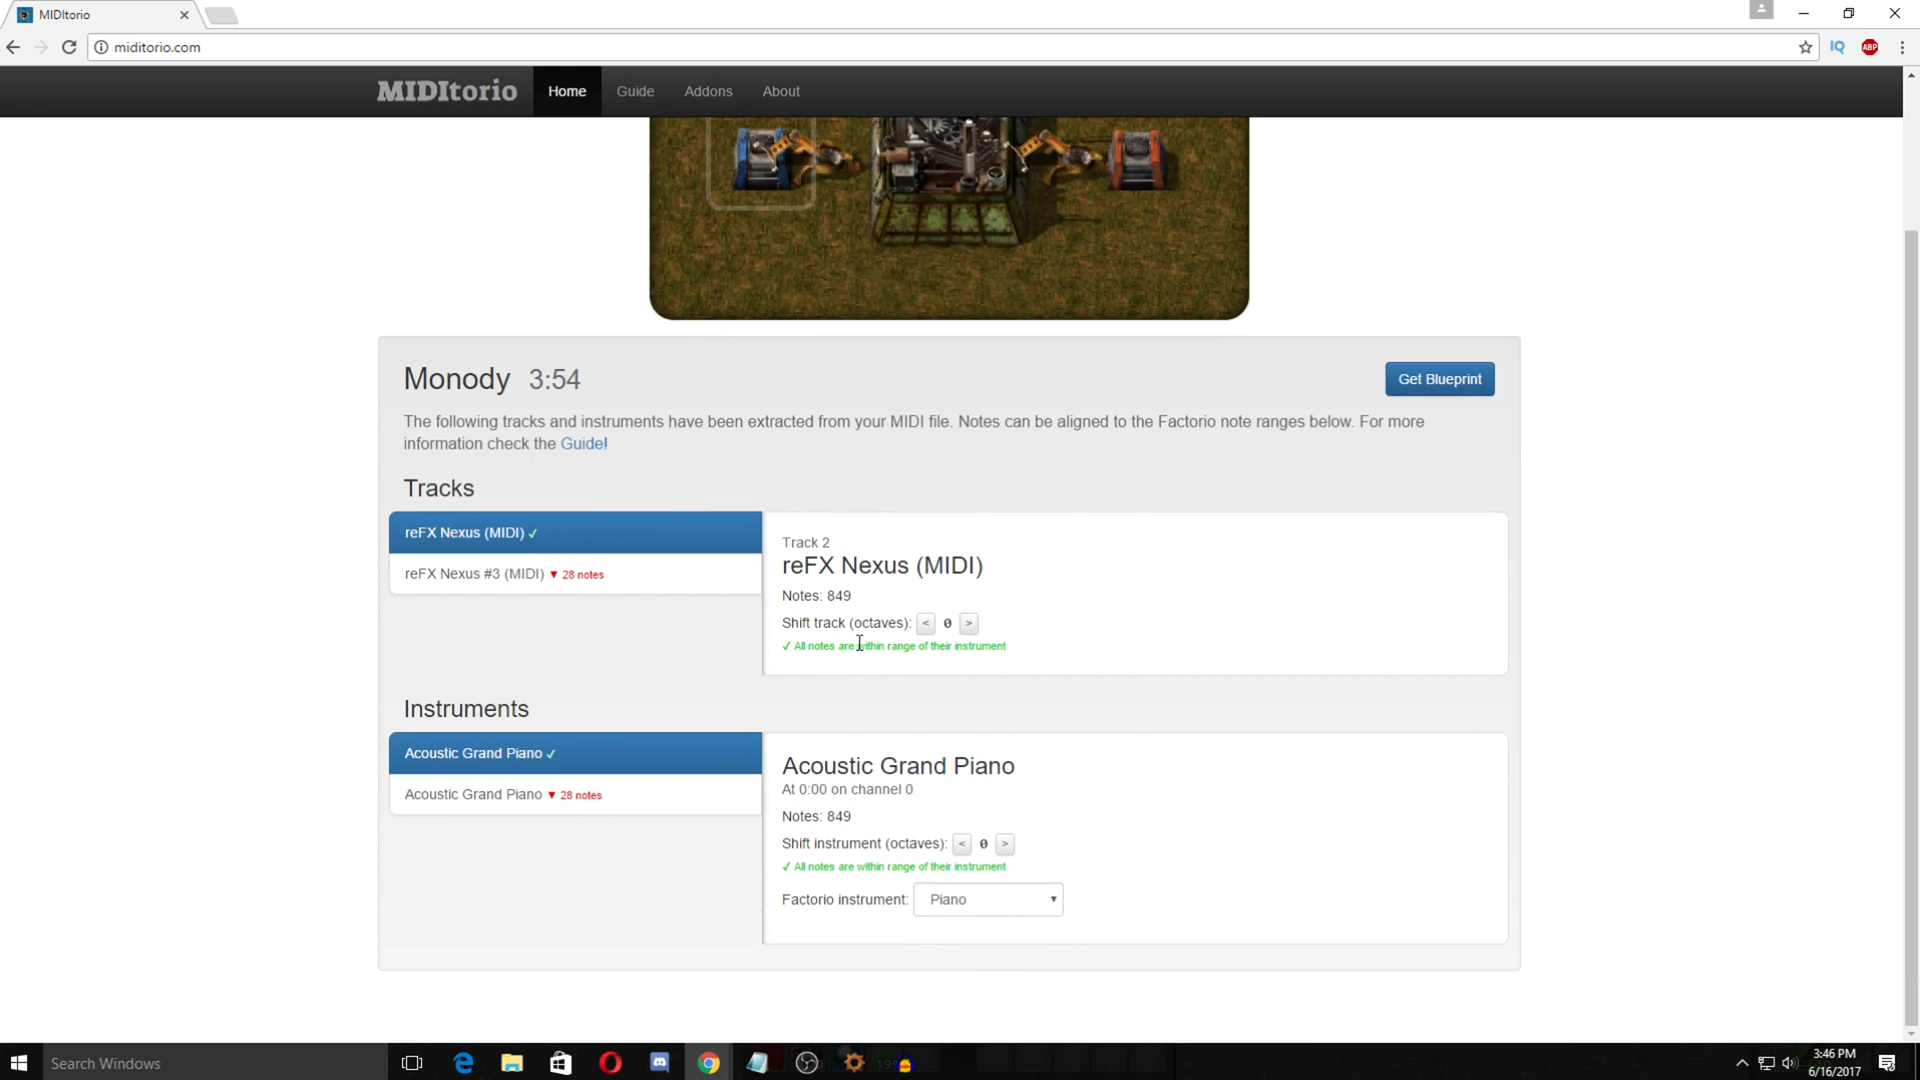 MIDItorio
miditorio.com
IQ
ABP
MIDItorio Home Guide Addons About
Monody 3:54
Get Blueprint
The following tracks and instruments have been extracted from your MIDI file. Notes can be aligned to the Factorio note ranges below. For more
information check the Guide!
Tracks
reFX Nexus (MIDI) ✓
reFX Nexus #3 (MIDI) ▼ 28 notes
Track 2
reFX Nexus (MIDI)
Notes: 849
Shift track (octaves): < 0 >
✓ All notes are within range of their instrument
Instruments
Acoustic Grand Piano ✓
Acoustic Grand Piano ▼ 28 notes
Acoustic Grand Piano
At 0:00 on channel 0
Notes: 849
Shift instrument (octaves): < 0 >
✓ All notes are within range of their instrument
Factorio instrument: Piano
Search Windows
3:46 PM
6/16/2017